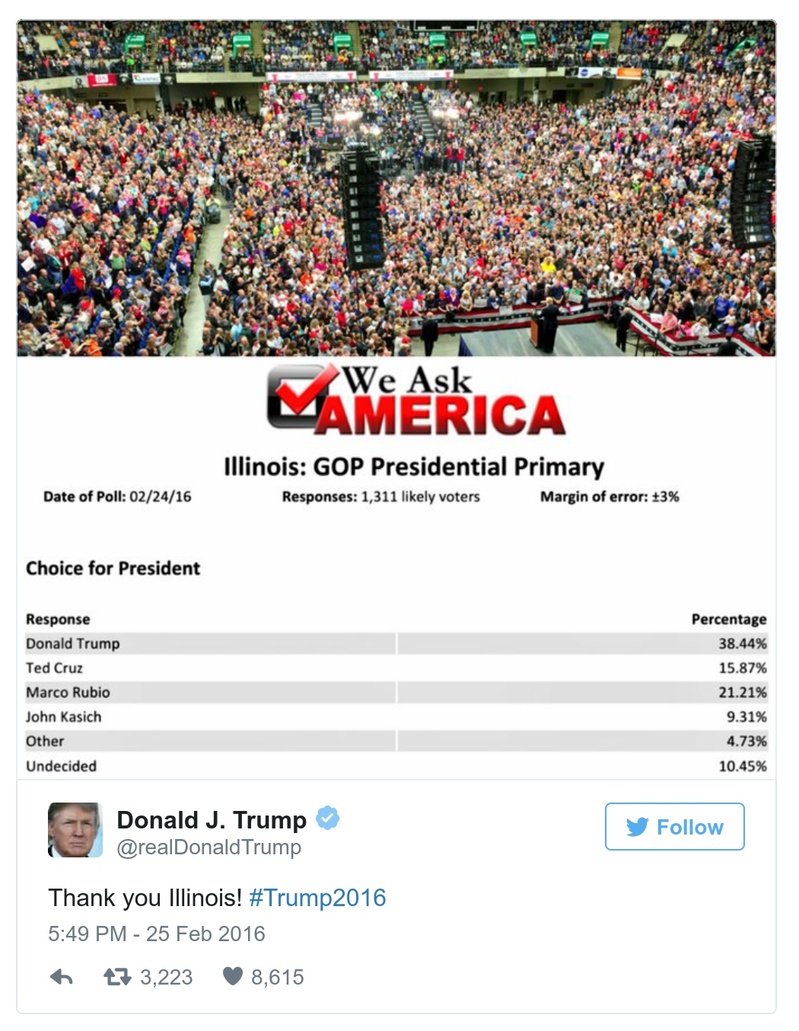 We Ask
AMERICA
Illinois: GOP Presidential Primary
Date of Poll: 02/24/16 Responses: 1,311 likely voters Margin of error: ±3%
Choice for President
Response Percentage
Donald Trump 38.44%
Ted Cruz 15.87%
Marco Rubio 21.21%
John Kasich 9.31%
Other 4.73%
Undecided 10.45%
Donald J. Trump
@realDonaldTrump
Follow
Thank you Illinois! #Trump2016
5:49 PM - 25 Feb 2016
3,223 8,615